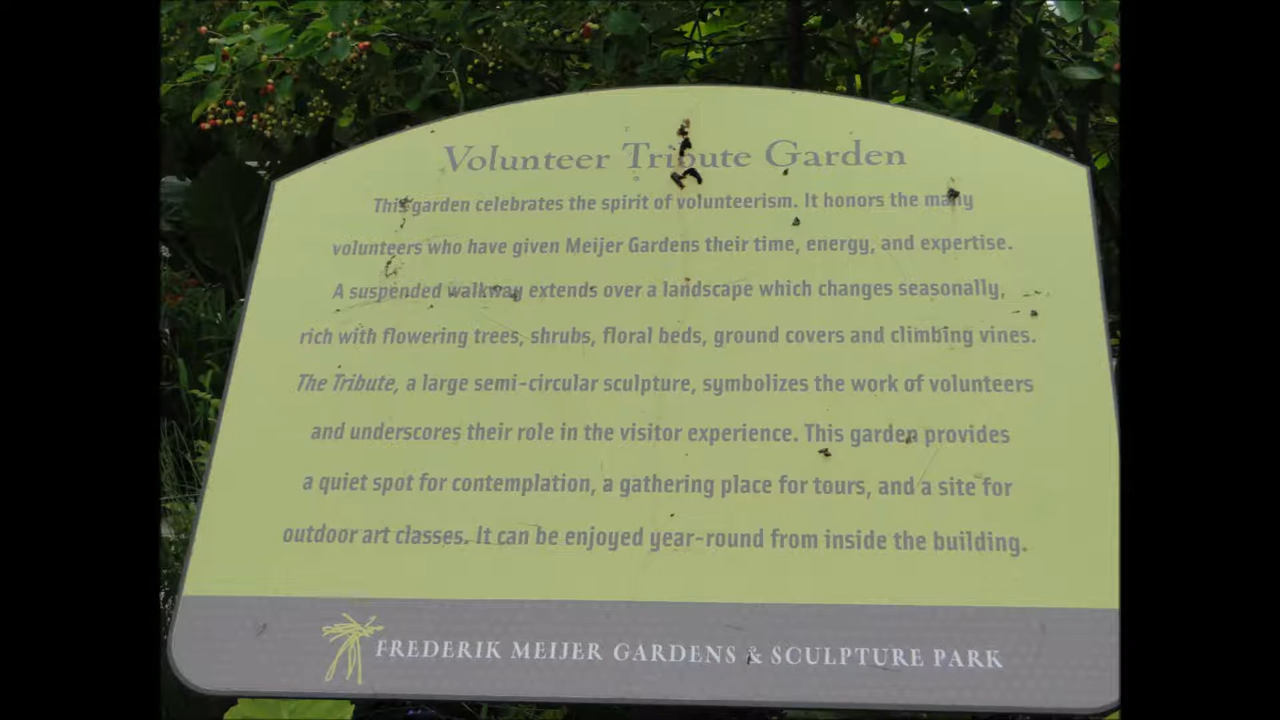 Volunteer Tribute Garden
This garden celebrates the spirit of volunteerism. It honors the many
volunteers who have given Meijer Gardens their time, energy, and expertise.
A suspended walkway extends over a landscape which changes seasonally,
rich with flowering trees, shrubs, floral beds, ground covers and climbing vines.
The Tribute, a large semi-circular sculpture, symbolizes the work of volunteers
and underscores their role in the visitor experience. This garden provides
a quiet spot for contemplation, a gathering place for tours, and a site for
outdoor art classes. It can be enjoyed year-round from inside the building.
FREDERIK MEIJER GARDENS & SCULPTURE PARK